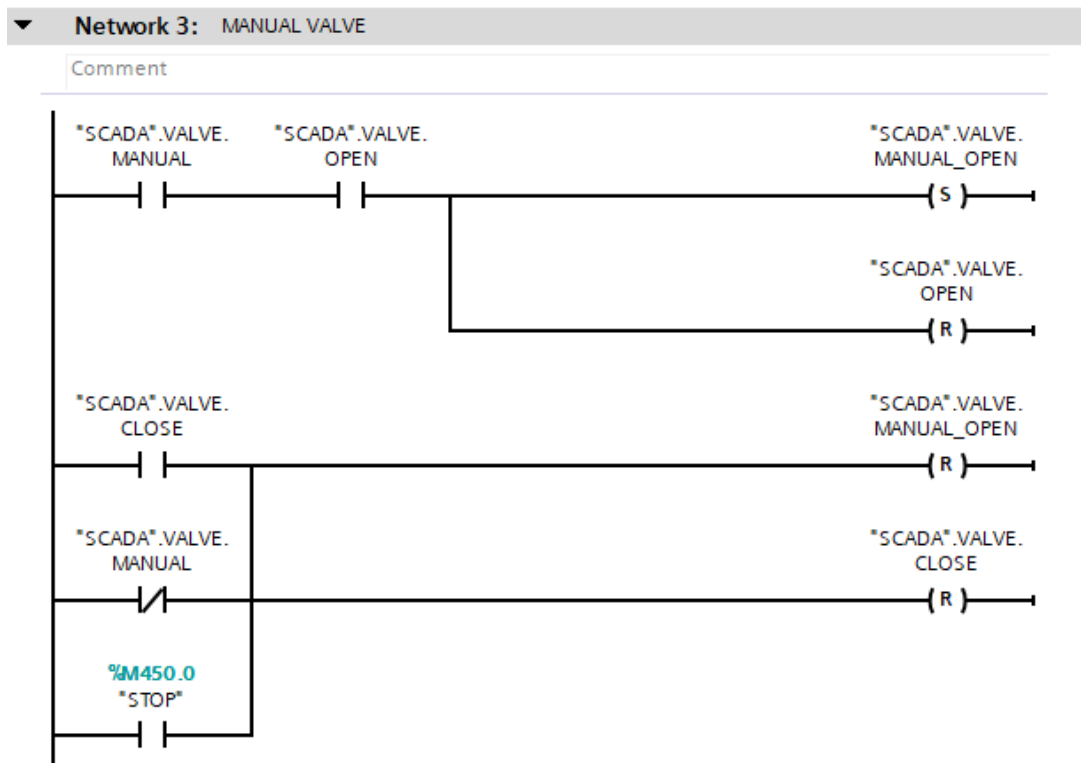 Network 3: MANUAL VALVE
Comment
"SCADA".VALVE. "SCADA".VALVE. "SCADA".VALVE.
MANUAL OPEN MANUAL_OPEN
S
"SCADA".VALVE.
OPEN
R
"SCADA".VALVE. "SCADA".VALVE.
CLOSE MANUAL_OPEN
R
"SCADA".VALVE. "SCADA".VALVE.
MANUAL CLOSE
R
%M450.0
"STOP"